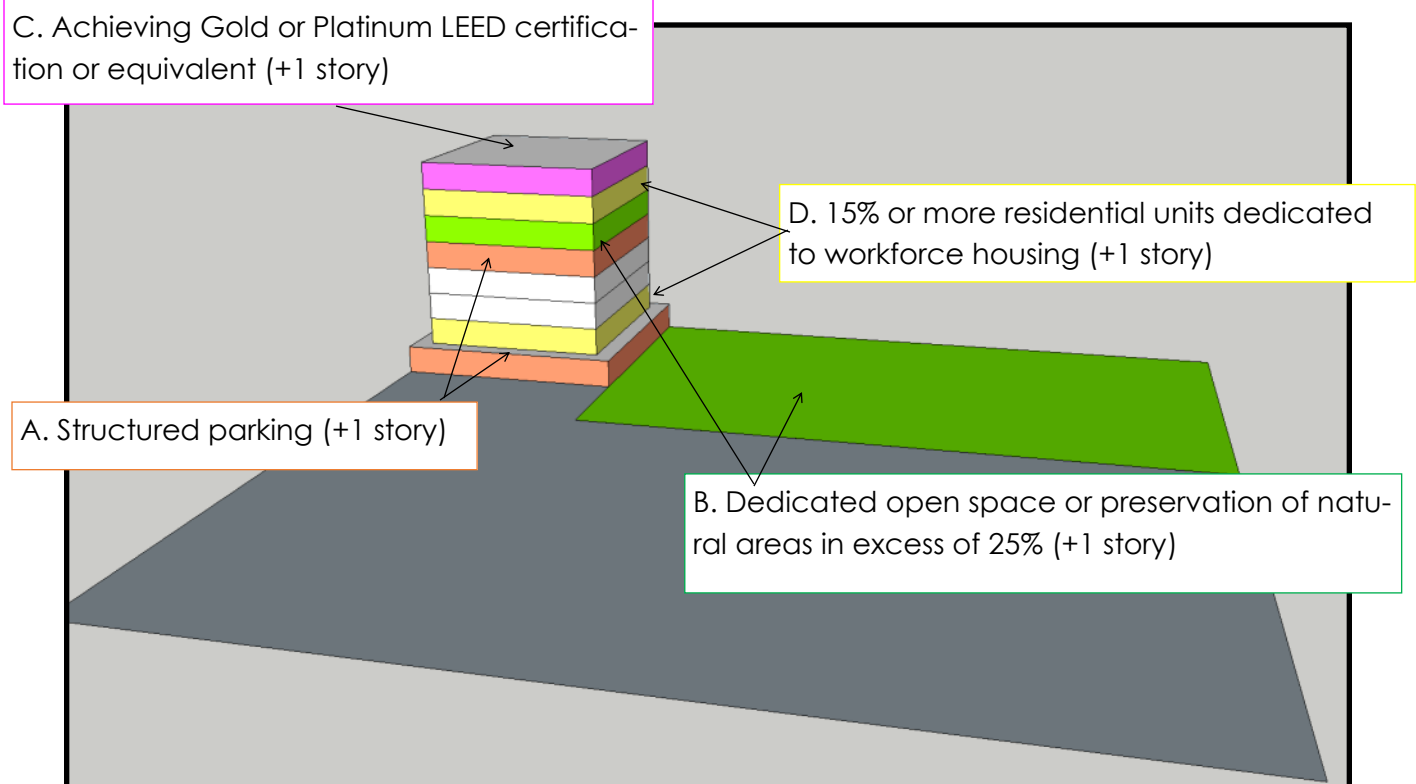 C. Achieving Gold or Platinum LEED certifica-
tion or equivalent (+1 story)
D. 15% or more residential units dedicated
to workforce housing (+1 story)
A. Structured parking (+1 story)
B. Dedicated open space or preservation of natu-
ral areas in excess of 25% (+1 story)